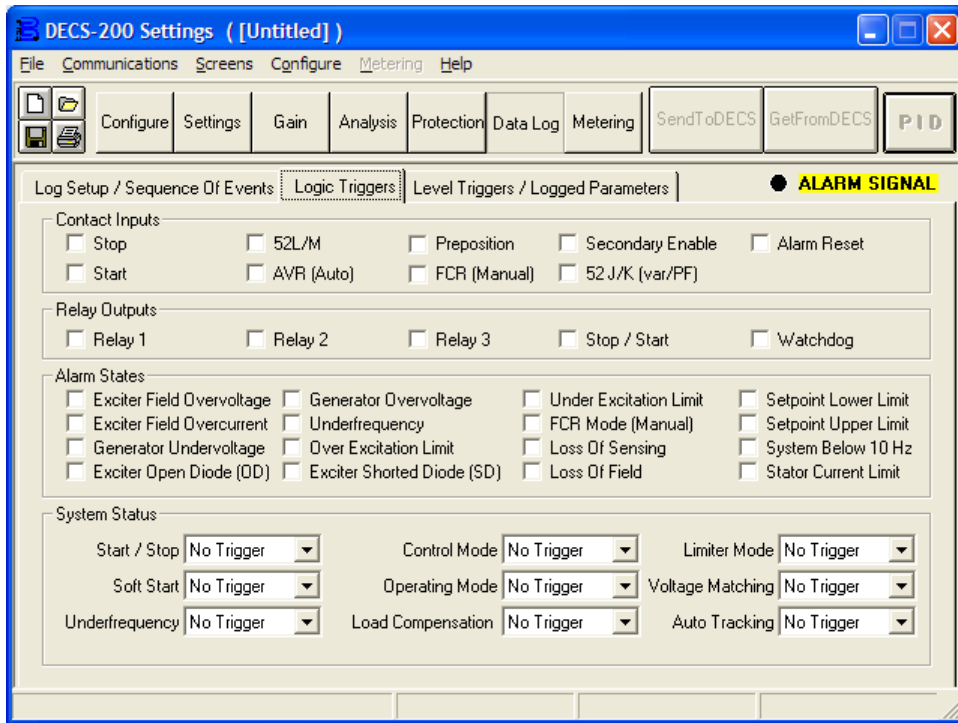 DECS-200 Settings ( [Untitled] )
File Communications Screens Configure Metering Help
Configure Settings Gain Analysis Protection Data Log Metering SendToDECS GetFromDECS PID
Log Setup / Sequence Of Events Logic Triggers Level Triggers / Logged Parameters ALARM SIGNAL
Contact Inputs
Stop 52L/M Preposition Secondary Enable Alarm Reset
Start AVR (Auto) FCR (Manual) 52 J/K (var/PF)
Relay Outputs
Relay 1 Relay 2 Relay 3 Stop / Start Watchdog
Alarm States
Exciter Field Overvoltage Generator Overvoltage Under Excitation Limit Setpoint Lower Limit
Exciter Field Overcurrent Underfrequency FCR Mode (Manual) Setpoint Upper Limit
Generator Undervoltage Over Excitation Limit Loss Of Sensing System Below 10 Hz
Exciter Open Diode (OD) Exciter Shorted Diode (SD) Loss Of Field Stator Current Limit
System Status
Start / Stop No Trigger Control Mode No Trigger Limiter Mode No Trigger
Soft Start No Trigger Operating Mode No Trigger Voltage Matching No Trigger
Underfrequency No Trigger Load Compensation No Trigger Auto Tracking No Trigger